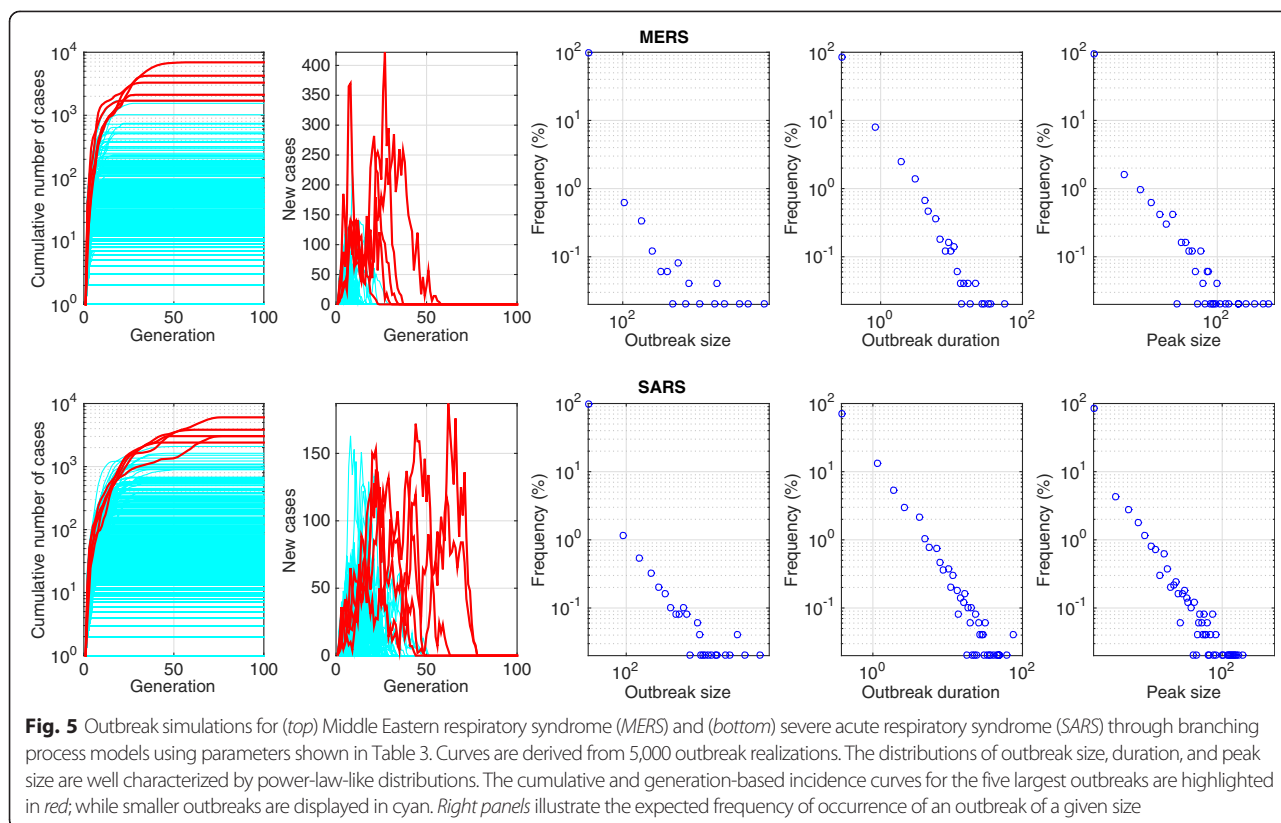 MERS
10^4
10^3
10^2
10^1
10^0
Cumulative number of cases
0 50 100
Generation
400
350
300
250
200
150
100
50
0
New cases
0 50 100
Generation
10^2
10^1
10^0
10^-1
Frequency (%)
10^2
Outbreak size
10^2
10^1
10^0
10^-1
Frequency (%)
10^0 10^2
Outbreak duration
10^2
10^1
10^0
10^-1
Frequency (%)
10^2
Peak size
SARS
10^4
10^3
10^2
10^1
10^0
Cumulative number of cases
0 50 100
Generation
150
100
50
0
New cases
0 50 100
Generation
10^2
10^1
10^0
10^-1
Frequency (%)
10^2
Outbreak size
10^2
10^1
10^0
10^-1
Frequency (%)
10^0 10^2
Outbreak duration
10^2
10^1
10^0
10^-1
Frequency (%)
10^2
Peak size
Fig. 5 Outbreak simulations for (top) Middle Eastern respiratory syndrome (MERS) and (bottom) severe acute respiratory syndrome (SARS) through branching
process models using parameters shown in Table 3. Curves are derived from 5,000 outbreak realizations. The distributions of outbreak size, duration, and peak
size are well characterized by power-law-like distributions. The cumulative and generation-based incidence curves for the five largest outbreaks are highlighted
in red; while smaller outbreaks are displayed in cyan. Right panels illustrate the expected frequency of occurrence of an outbreak of a given size